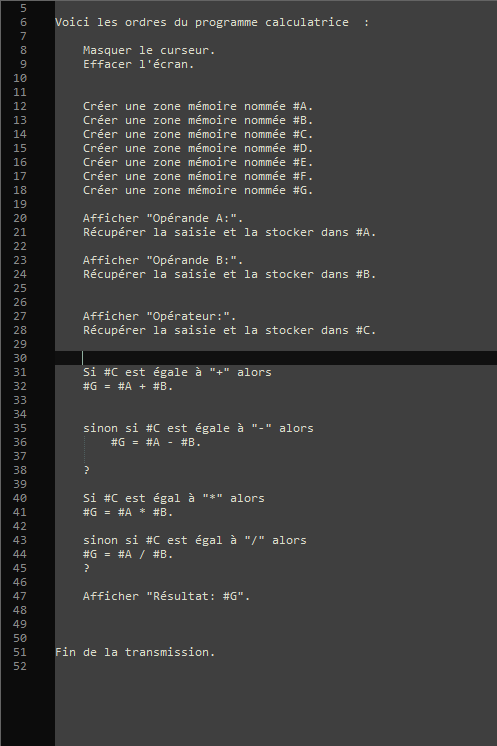 5
6 Voici les ordres du programme calculatrice  :
7
8 Masquer le curseur.
9 Effacer l'écran.
10
11
12 Créer une zone mémoire nommée #A.
13 Créer une zone mémoire nommée #B.
14 Créer une zone mémoire nommée #C.
15 Créer une zone mémoire nommée #D.
16 Créer une zone mémoire nommée #E.
17 Créer une zone mémoire nommée #F.
18 Créer une zone mémoire nommée #G.
19
20 Afficher "Opérande A:".
21 Récupérer la saisie et la stocker dans #A.
22
23 Afficher "Opérande B:".
24 Récupérer la saisie et la stocker dans #B.
25
26
27 Afficher "Opérateur:".
28 Récupérer la saisie et la stocker dans #C.
29
30
31 Si #C est égale à "+" alors
32 #G = #A + #B.
33
34
35 sinon si #C est égale à "-" alors
36 #G = #A - #B.
37
38 ?
39
40 Si #C est égal à "*" alors
41 #G = #A * #B.
42
43 sinon si #C est égal à "/" alors
44 #G = #A / #B.
45 ?
46
47 Afficher "Résultat: #G".
48
49
50
51 Fin de la transmission.
52